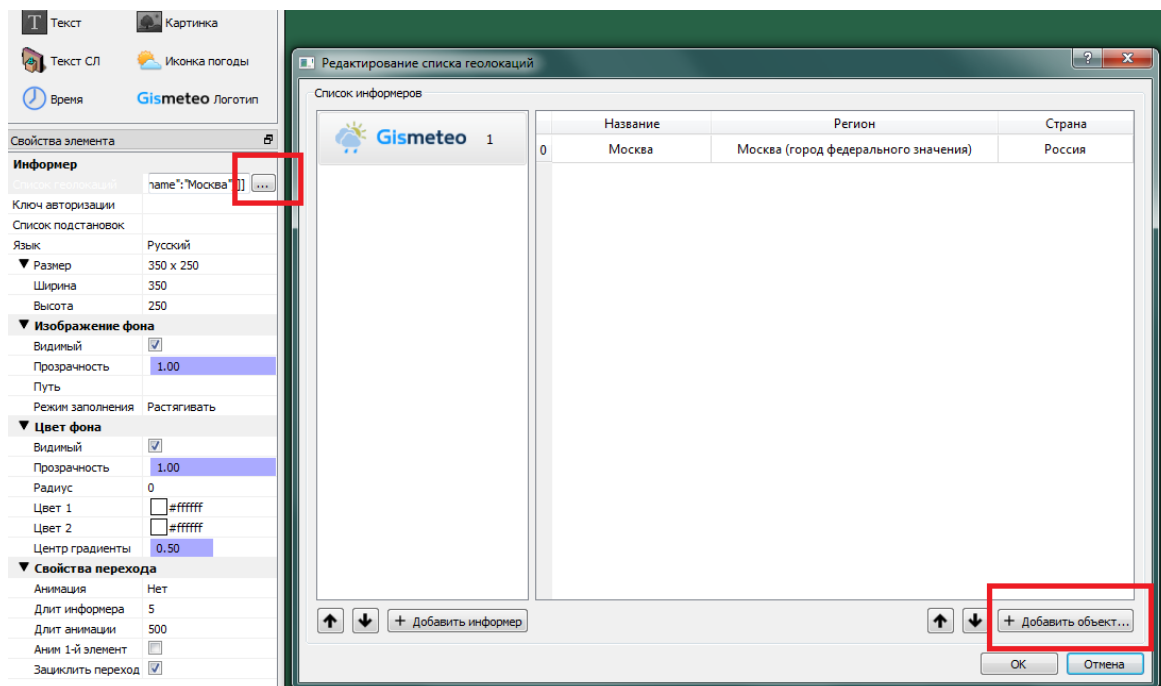 T Текст
Картинка
Текст СЛ
Иконка погоды
Время
Gismeteo Логотип
Свойства элемента
Информер
Список геолокаций name":"Москва" ]] ...
Ключ авторизации
Список подстановок
Язык Русский
Размер 350 x 250
Ширина 350
Высота 250
Изображение фона
Видимый
Прозрачность 1.00
Путь
Режим заполнения Растягивать
Цвет фона
Видимый
Прозрачность 1.00
Радиус 0
Цвет 1 #ffffff
Цвет 2 #ffffff
Центр градиенты 0.50
Свойства перехода
Анимация Нет
Длит информера 5
Длит анимации 500
Аним 1-й элемент
Зациклить переход
Редактирование списка геолокаций
Список информеров
Gismeteo 1
Название Регион Страна
0 Москва Москва (город федерального значения) Россия
+ Добавить информер
+ Добавить объект...
OK Отмена